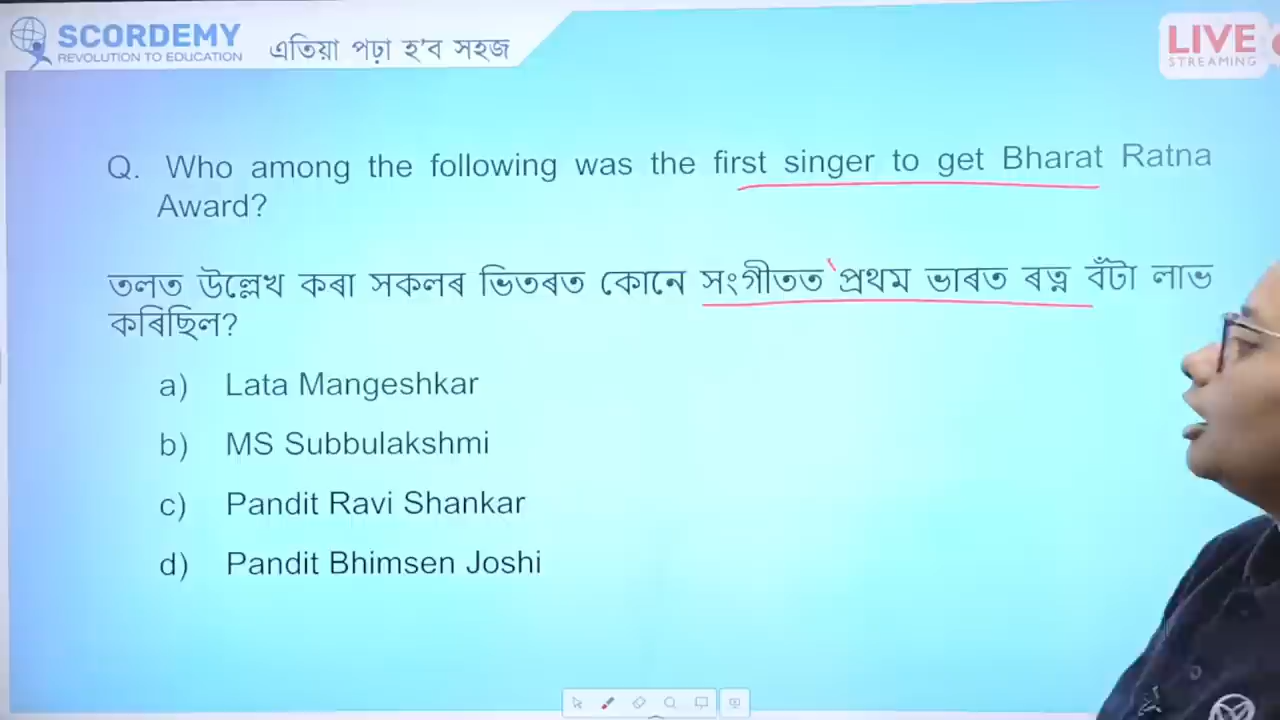 SCORDEMY
REVOLUTION TO EDUCATION
এতিয়া পঢ়া হ'ব সহজ
LIVE
STREAMING
Q. Who among the following was the first singer to get Bharat Ratna
Award?
তলত উল্লেখ কৰা সকলৰ ভিতৰত কোনে সংগীতত প্ৰথম ভাৰত ৰত্ন বঁটা লাভ
কৰিছিল?
a) Lata Mangeshkar
b) MS Subbulakshmi
c) Pandit Ravi Shankar
d) Pandit Bhimsen Joshi